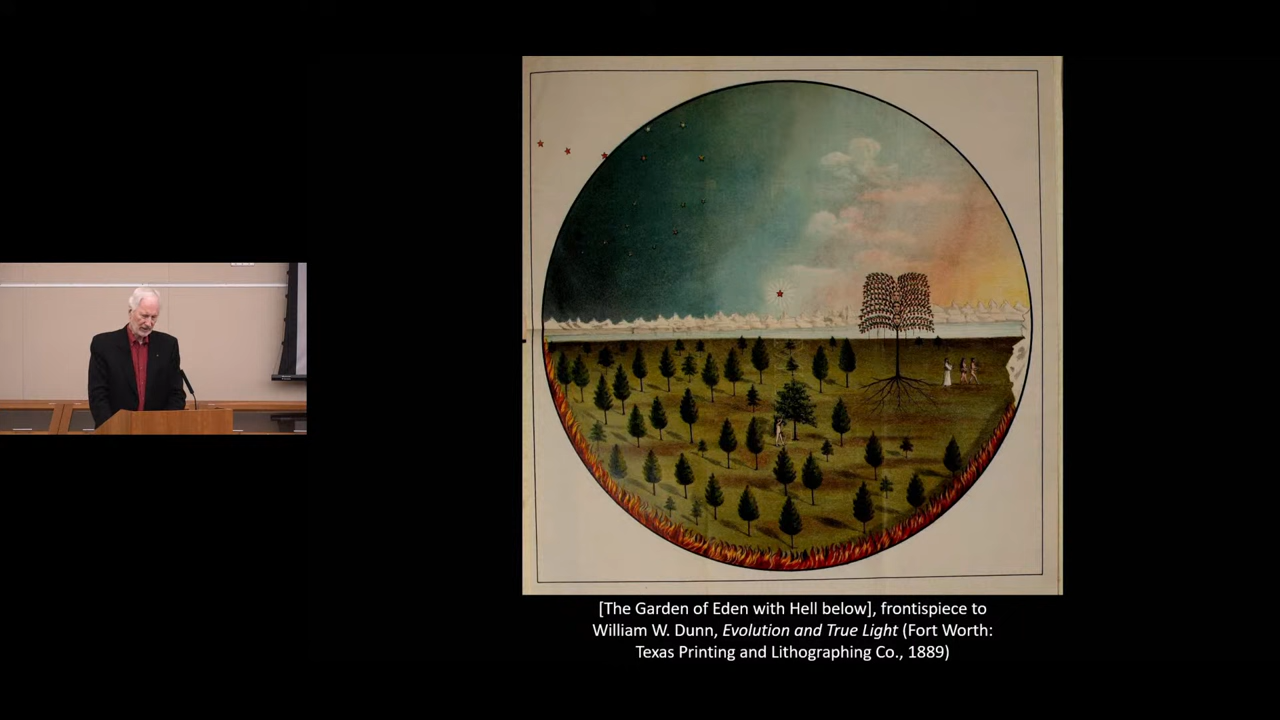 [The Garden of Eden with Hell below], frontispiece to
William W. Dunn, Evolution and True Light (Fort Worth:
Texas Printing and Lithographing Co., 1889)